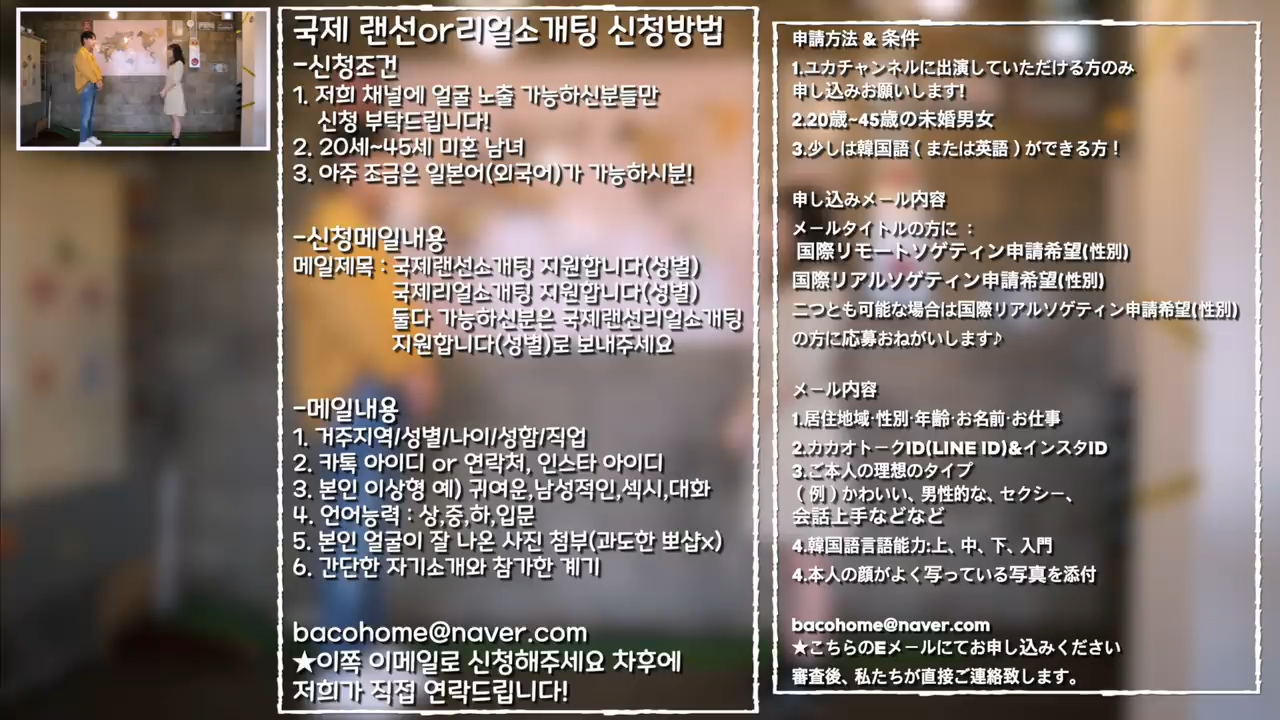 국제 랜선or리얼소개팅 신청방법
-신청조건
1. 저희 채널에 얼굴 노출 가능하신분들만
신청 부탁드립니다!
2. 20세~45세 미혼 남녀
3. 아주 조금은 일본어(외국어)가 가능하시분!
-신청메일내용
메일제목 : 국제랜선소개팅 지원합니다(성별)
국제리얼소개팅 지원합니다(성별)
둘다 가능하신분은 국제랜선리얼소개팅
지원합니다(성별)로 보내주세요
-메일내용
1. 거주지역/성별/나이/성함/직업
2. 카톡 아이디 or 연락처, 인스타 아이디
3. 본인 이상형 예) 귀여운,남성적인,섹시,대화
4. 언어능력 : 상,중,하,입문
5. 본인 얼굴이 잘 나온 사진 첨부(과도한 뽀샵x)
6. 간단한 자기소개와 참가한 계기
bacohome@naver.com
★이쪽 이메일로 신청해주세요 차후에
저희가 직접 연락드립니다!
申請方法 & 条件
1.ユカチャンネルに出演していただける方のみ
申し込みお願いします!
2.20歳~45歳の未婚男女
3.少しは韓国語 ( または英語 ) ができる方！
申し込みメール内容
メールタイトルの方に ：
国際リモートソゲティン申請希望(性別)
国際リアルソゲティン申請希望(性別)
二つとも可能な場合は国際リアルソゲティン申請希望(性別)
の方に応募おねがいします♪
メール内容
1.居住地域·性別·年齢·お名前·お仕事
2.カカオトークID(LINE ID)&インスタID
3.ご本人の理想のタイプ
（ 例 ）かわいい、男性的な、セクシー、
会話上手などなど
4.韓国語言語能力:上、中、下、入門
4.本人の顔がよく写っている写真を添付
bacohome@naver.com
★こちらのEメールにてお申し込みください
審査後、私たちが直接ご連絡致します。